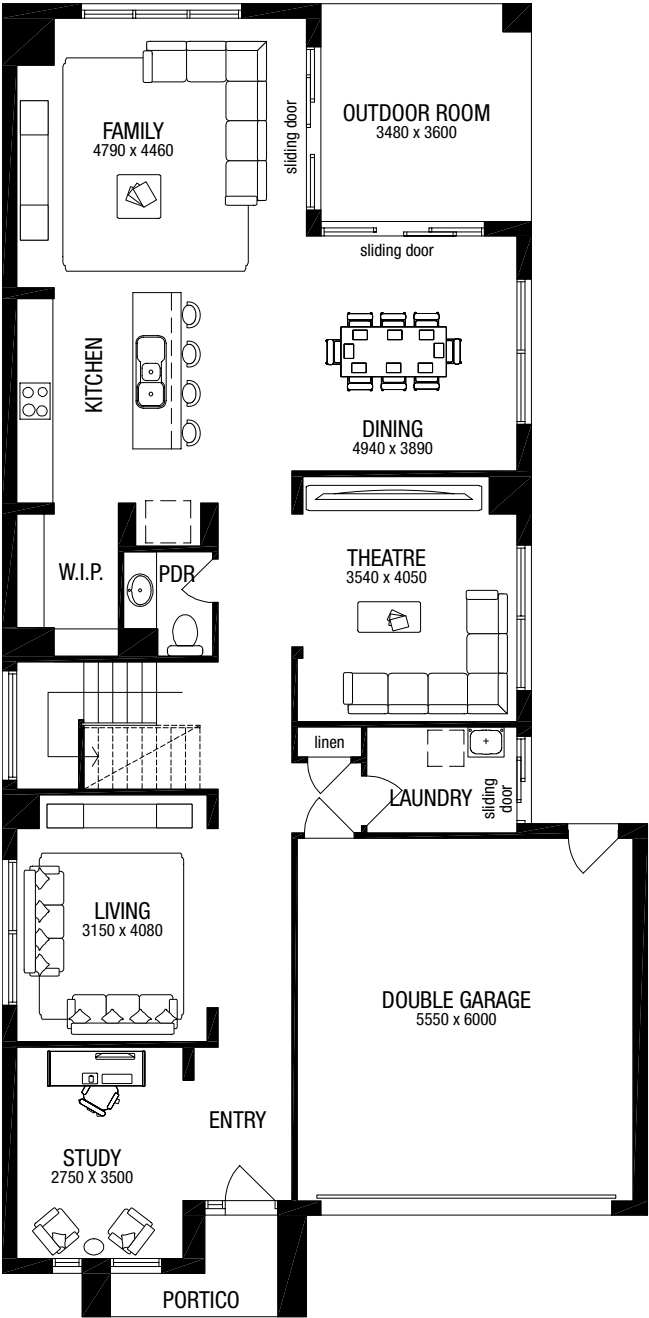 OUTDOOR ROOM
3480 x 3600
FAMILY
4790 x 4460
sliding door
sliding door
KITCHEN
DINING
4940 x 3890
W.I.P.
PDR
THEATRE
3540 x 4050
linen
LAUNDRY
sliding
door
LIVING
3150 x 4080
DOUBLE GARAGE
5550 x 6000
ENTRY
STUDY
2750 X 3500
PORTICO